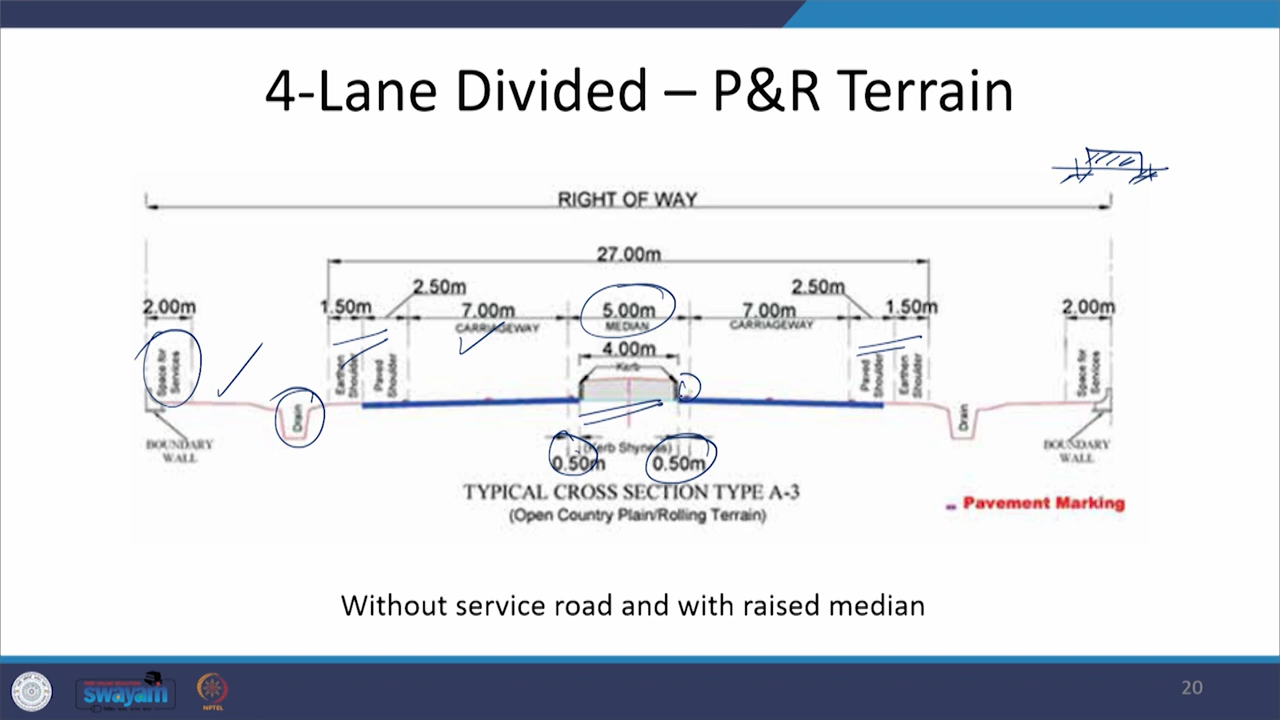 4-Lane Divided – P&R Terrain
RIGHT OF WAY
27.00m
2.50m 2.50m
2.00m 1.50m 7.00m 5.00m 7.00m 1.50m 2.00m
CARRIAGEWAY MEDIAN CARRIAGEWAY
4.00m
Kerb
Space for Services
Earthen Shoulder
Paved Shoulder
Paved Shoulder
Earthen Shoulder
Space for Services
Drain
Drain
BOUNDARY WALL
BOUNDARY WALL
(Kerb Shyness)
0.50m 0.50m
TYPICAL CROSS SECTION TYPE A-3
(Open Country Plain/Rolling Terrain)
Pavement Marking
Without service road and with raised median
swayam
NPTEL
20